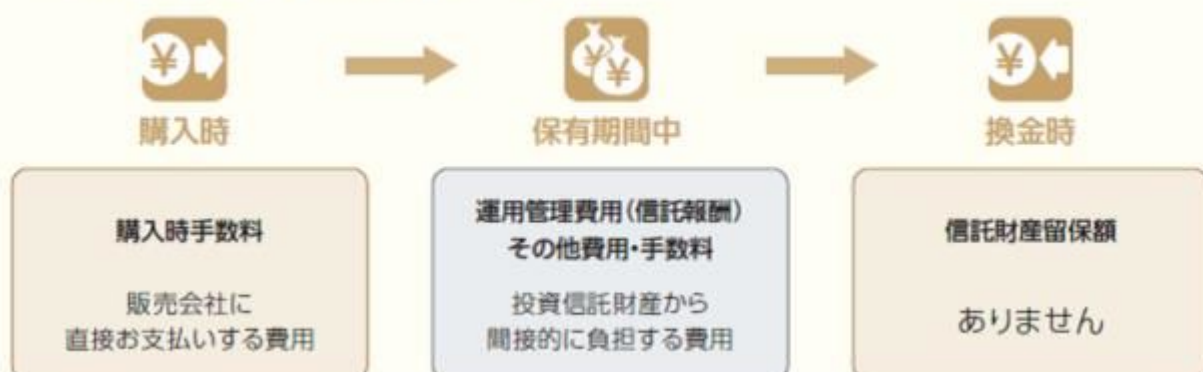 購入時
保有期間中
換金時
購入時手数料
販売会社に
直接お支払いする費用
運用管理費用(信託報酬)
その他費用・手数料
投資信託財産から
間接的に負担する費用
信託財産留保額
ありません